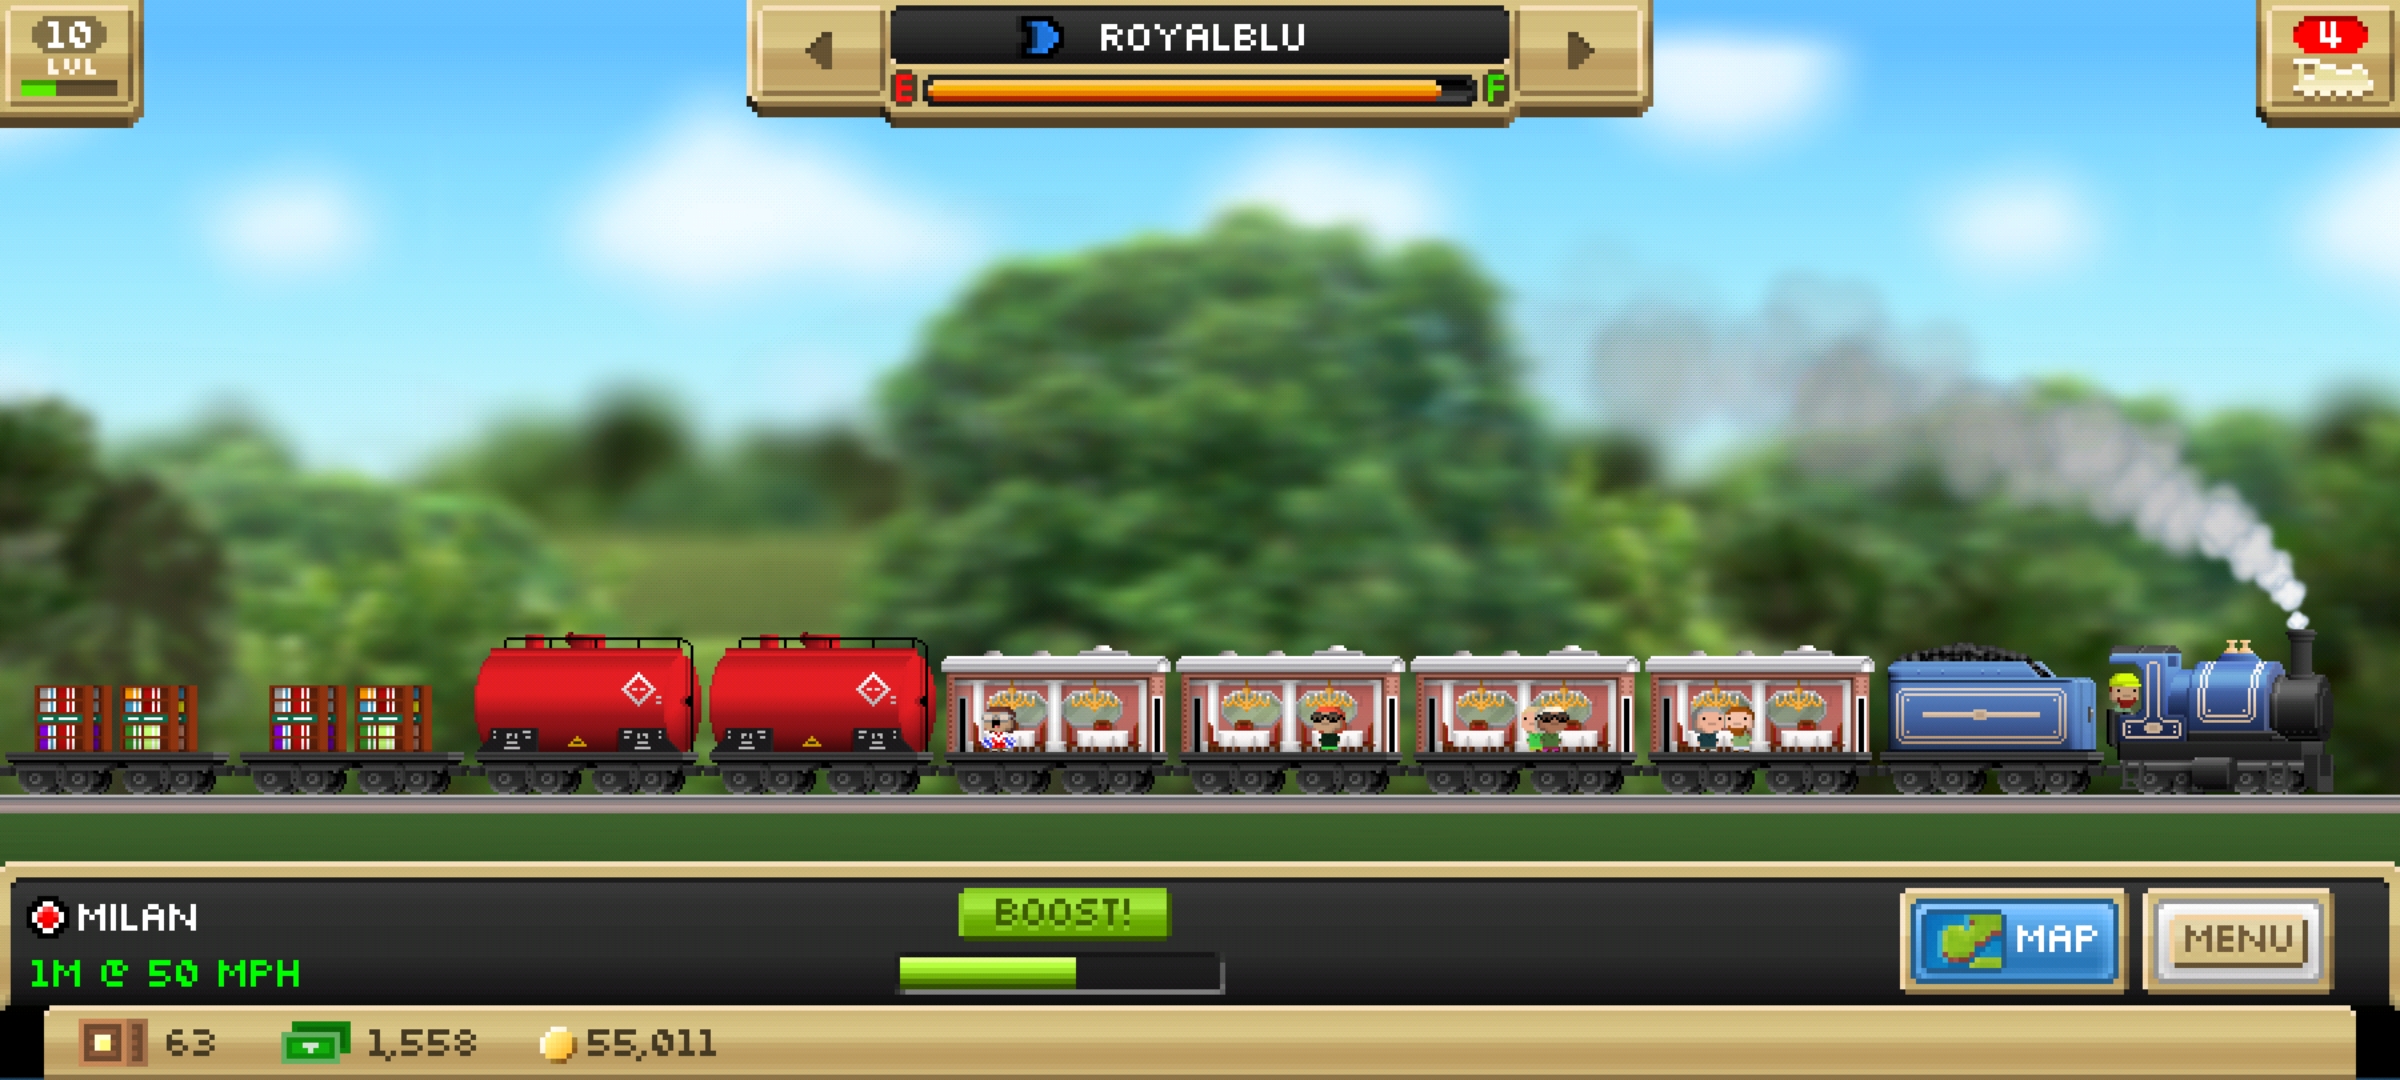 10
LVL
ROYALBLU
E F
4
MILAN
BOOST!
1M @ 50 MPH
MAP
MENU
63 1,558 55,011